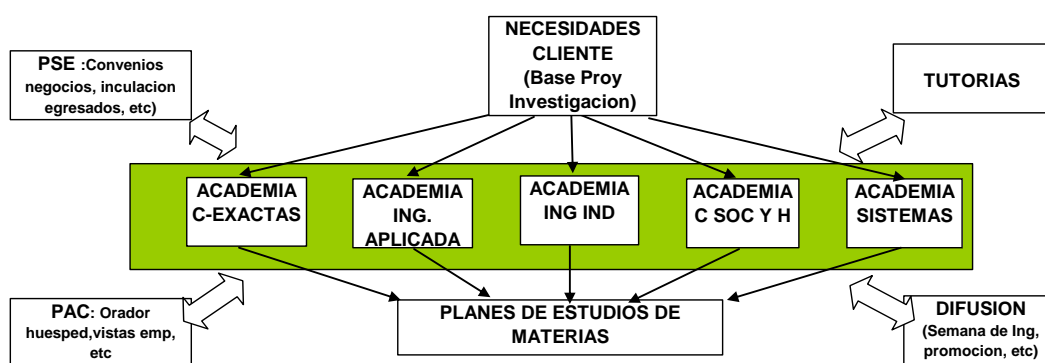 NECESIDADES
CLIENTE
(Base Proy
Investigacion)
PSE :Convenios
negocios, inculacion
egresados, etc)
TUTORIAS
ACADEMIA
C-EXACTAS
ACADEMIA
ING.
APLICADA
ACADEMIA
ING IND
ACADEMIA
C SOC Y H
ACADEMIA
SISTEMAS
PAC: Orador
huesped,vistas emp,
etc
PLANES DE ESTUDIOS DE
MATERIAS
DIFUSION
(Semana de Ing,
promocion, etc)